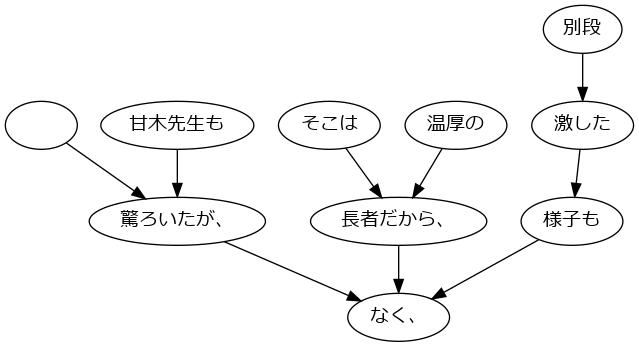 別段
甘木先生も
そこは
温厚の
激した
驚ろいたが、
長者だから、
様子も
なく、